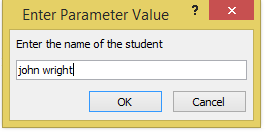 Enter Parameter Value ? x
Enter the name of the student
john wright
OK Cancel